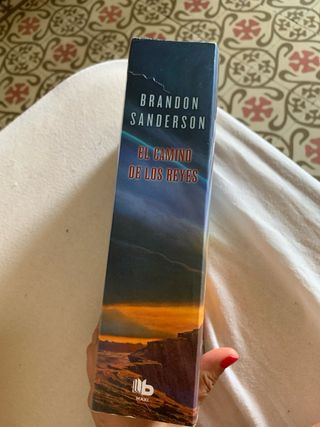 BRANDON
SANDERSON
EL CAMINO
DE LOS REYES
b
MAXI